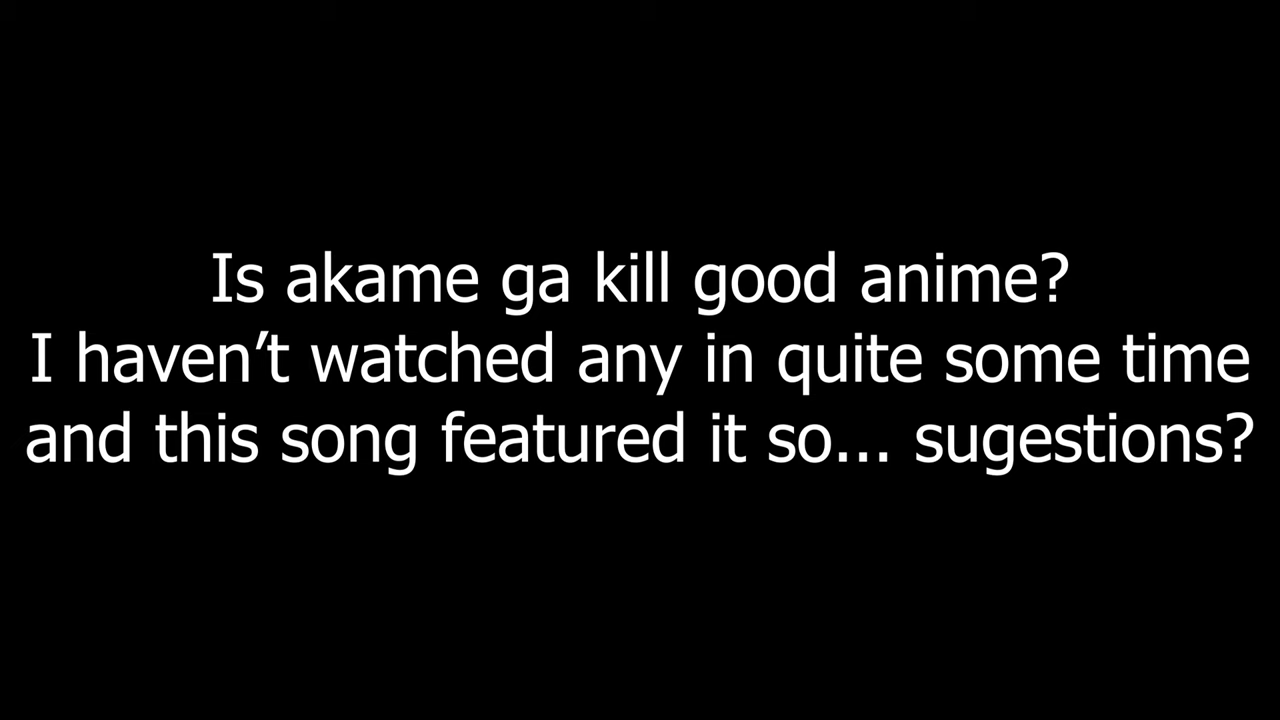 Is akame ga kill good anime?
I haven’t watched any in quite some time
and this song featured it so... sugestions?